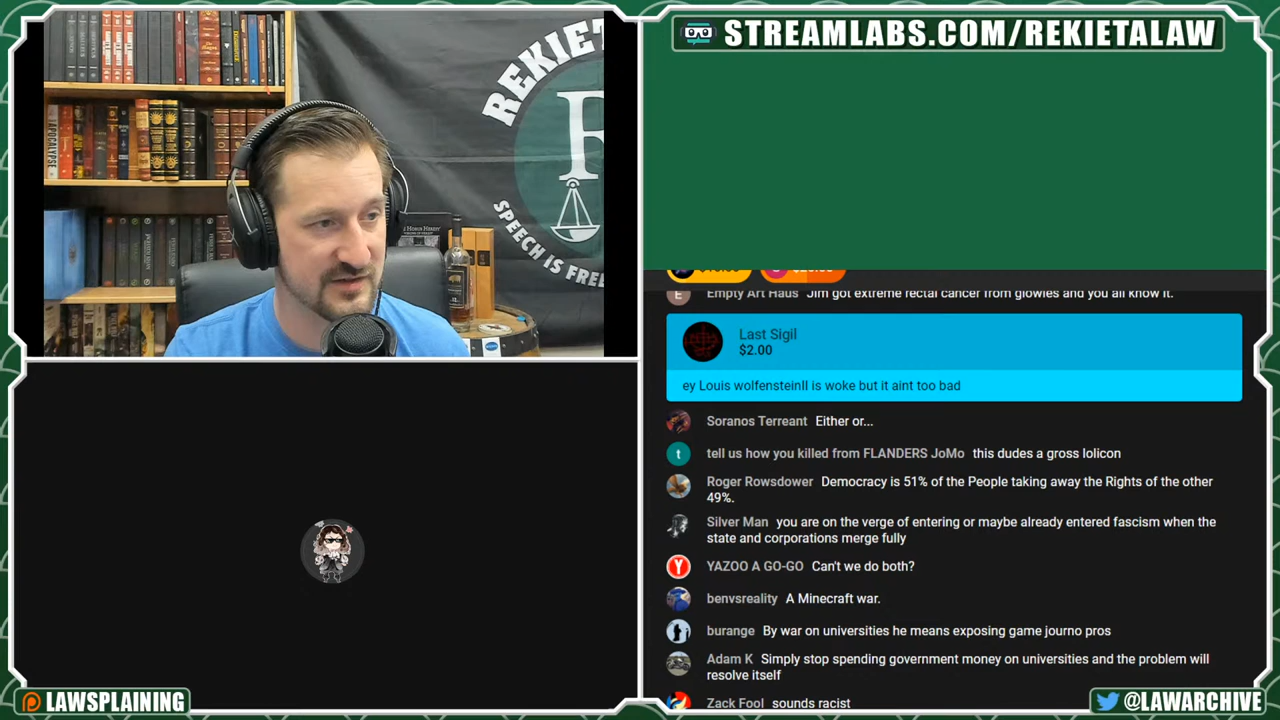 REKIETA
SPEECH IS FREE
APOCALYPSE
STREAMLABS.COM/REKIETALAW
Empty Art Haus Jim got extreme rectal cancer from glowies and you all know it.
Last Sigil
$2.00
ey Louis wolfensteinII is woke but it aint too bad
Soranos Terreant Either or...
t tell us how you killed from FLANDERS JoMo this dudes a gross lolicon
Roger Rowsdower Democracy is 51% of the People taking away the Rights of the other
49%.
Silver Man you are on the verge of entering or maybe already entered fascism when the
state and corporations merge fully
YAZOO A GO-GO Can't we do both?
benvsreality A Minecraft war.
burange By war on universities he means exposing game journo pros
Adam K Simply stop spending government money on universities and the problem will
resolve itself
Zack Fool sounds racist
LAWSPLAINING
@LAWARCHIVE